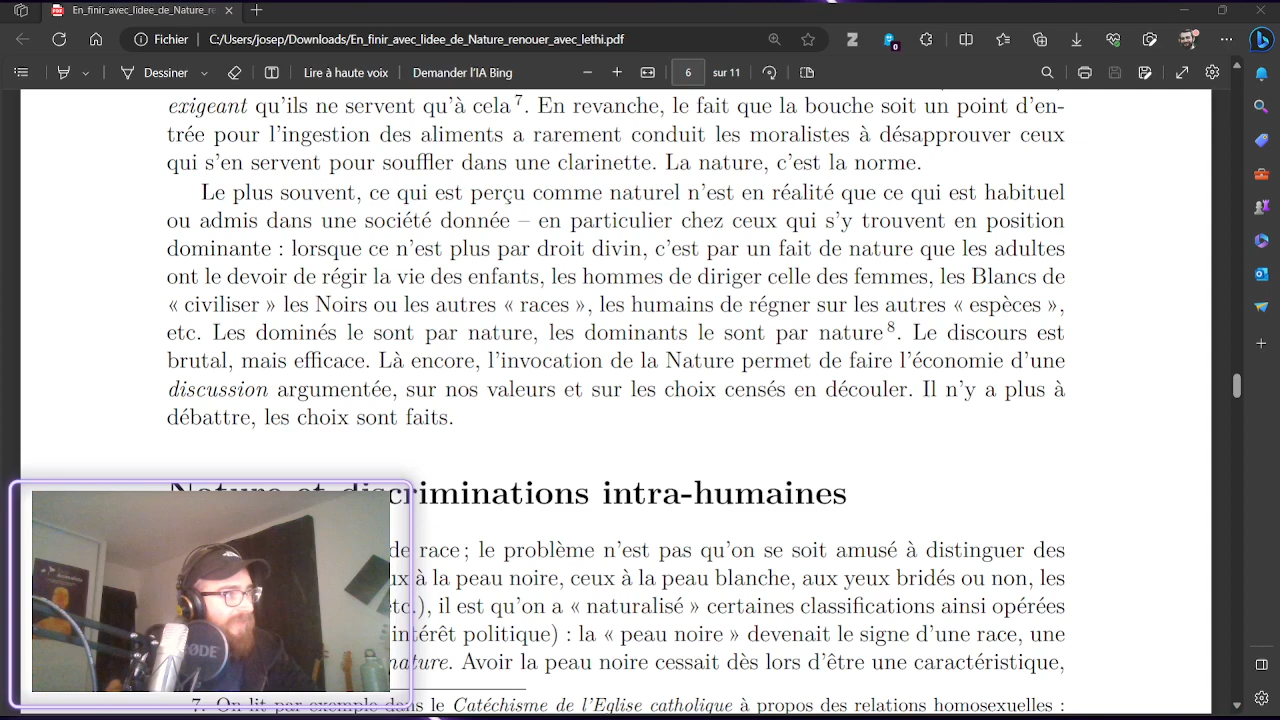 En_finir_avec_lidee_de_Nature_re
Fichier
C:/Users/josep/Downloads/En_finir_avec_lidee_de_Nature_renouer_avec_lethi.pdf
0
Dessiner
Lire à haute voix
Demander l'IA Bing
6
sur 11
exigeant qu'ils ne servent qu'à cela 7. En revanche, le fait que la bouche soit un point d'en-
trée pour l'ingestion des aliments a rarement conduit les moralistes à désapprouver ceux
qui s'en servent pour souffler dans une clarinette. La nature, c'est la norme.
Le plus souvent, ce qui est perçu comme naturel n'est en réalité que ce qui est habituel
ou admis dans une société donnée – en particulier chez ceux qui s'y trouvent en position
dominante : lorsque ce n'est plus par droit divin, c'est par un fait de nature que les adultes
ont le devoir de régir la vie des enfants, les hommes de diriger celle des femmes, les Blancs de
« civiliser » les Noirs ou les autres « races », les humains de régner sur les autres « espèces »,
etc. Les dominés le sont par nature, les dominants le sont par nature 8. Le discours est
brutal, mais efficace. Là encore, l'invocation de la Nature permet de faire l'économie d'une
discussion argumentée, sur nos valeurs et sur les choix censés en découler. Il n'y a plus à
débattre, les choix sont faits.
Nature et discriminations intra-humaines
de race ; le problème n'est pas qu'on se soit amusé à distinguer des
x à la peau noire, ceux à la peau blanche, aux yeux bridés ou non, les
etc.), il est qu'on a « naturalisé » certaines classifications ainsi opérées
intérêt politique) : la « peau noire » devenait le signe d'une race, une
nature. Avoir la peau noire cessait dès lors d'être une caractéristique,
7. On lit par exemple dans le Catéchisme de l'Eglise catholique à propos des relations homosexuelles :
RØDE